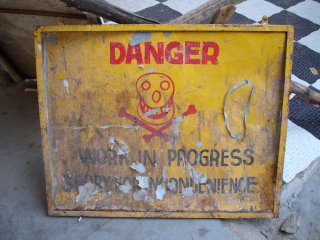 DANGER
WORK IN PROGRESS
INCONVENIENCE